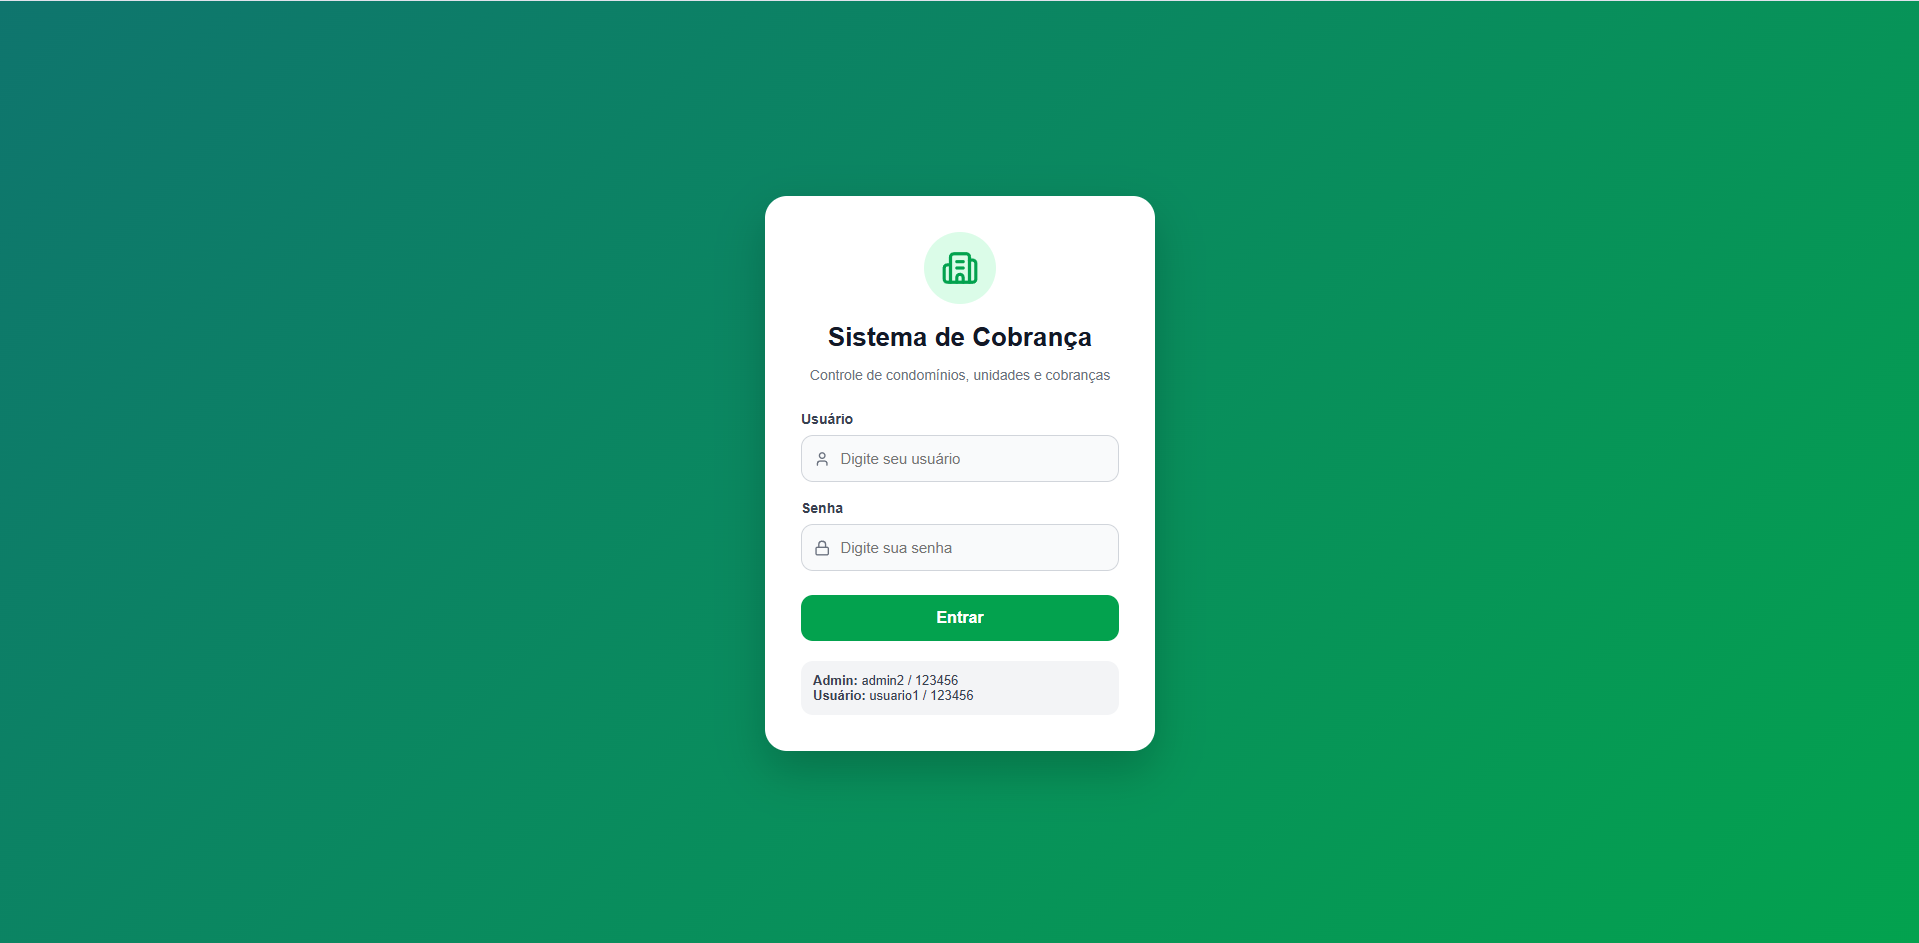 Sistema de Cobrança
Controle de condomínios, unidades e cobranças
Usuário
Digite seu usuário
Senha
Digite sua senha
Entrar
Admin: admin2 / 123456
Usuário: usuario1 / 123456